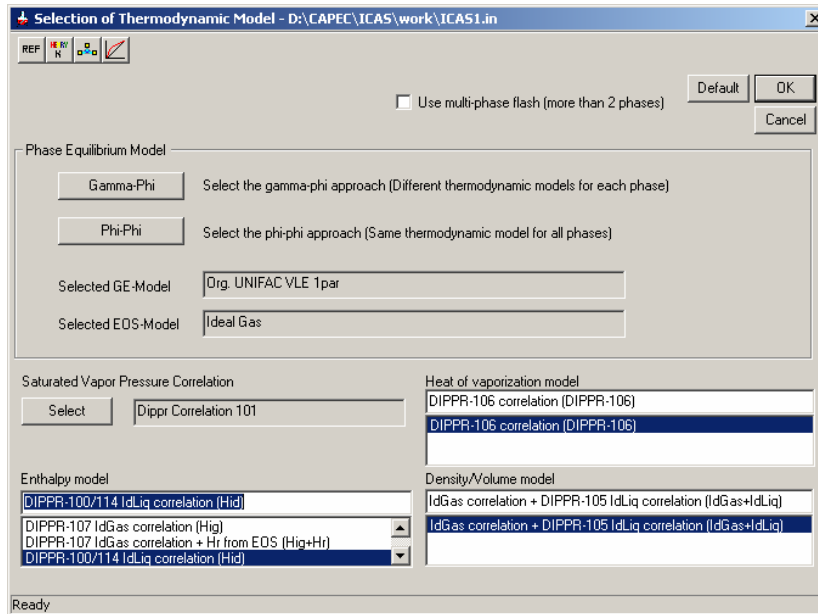 Selection of Thermodynamic Model - D:\CAPEC\ICAS\work\ICAS1.in
REF HE BY K
Use multi-phase flash (more than 2 phases)
Default
OK
Cancel
Phase Equilibrium Model
Gamma-Phi
Select the gamma-phi approach (Different thermodynamic models for each phase)
Phi-Phi
Select the phi-phi approach (Same thermodynamic model for all phases)
Selected GE-Model
Org. UNIFAC VLE 1par
Selected EOS-Model
Ideal Gas
Saturated Vapor Pressure Correlation
Select
Dippr Correlation 101
Heat of vaporization model
DIPPR-106 correlation (DIPPR-106)
DIPPR-106 correlation (DIPPR-106)
Enthalpy model
DIPPR-100/114 IdLiq correlation (Hid)
DIPPR-107 IdGas correlation (Hig)
DIPPR-107 IdGas correlation + Hr from EOS (Hig+Hr)
DIPPR-100/114 IdLiq correlation (Hid)
Density/Volume model
IdGas correlation + DIPPR-105 IdLiq correlation (IdGas+IdLiq)
IdGas correlation + DIPPR-105 IdLiq correlation (IdGas+IdLiq)
Ready